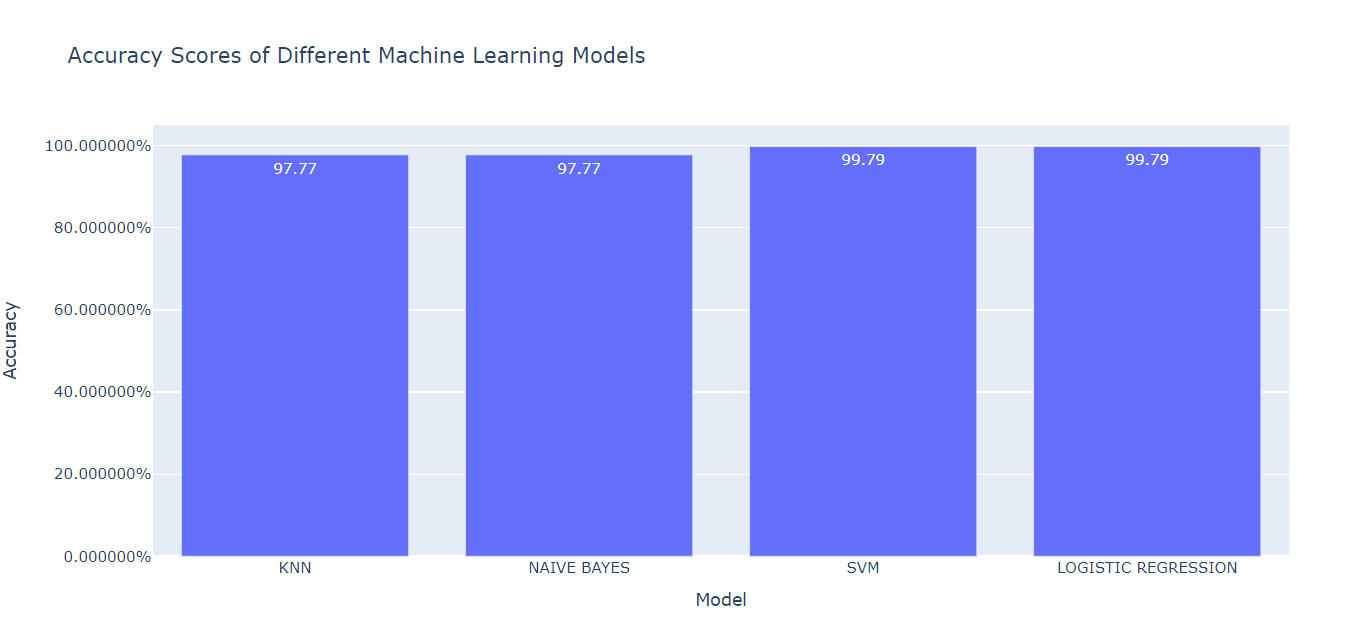 Accuracy Scores of Different Machine Learning Models
100.000000%
80.000000%
60.000000%
40.000000%
20.000000%
0.000000%
Accuracy
97.77
97.77
99.79
99.79
KNN
NAIVE BAYES
SVM
LOGISTIC REGRESSION
Model